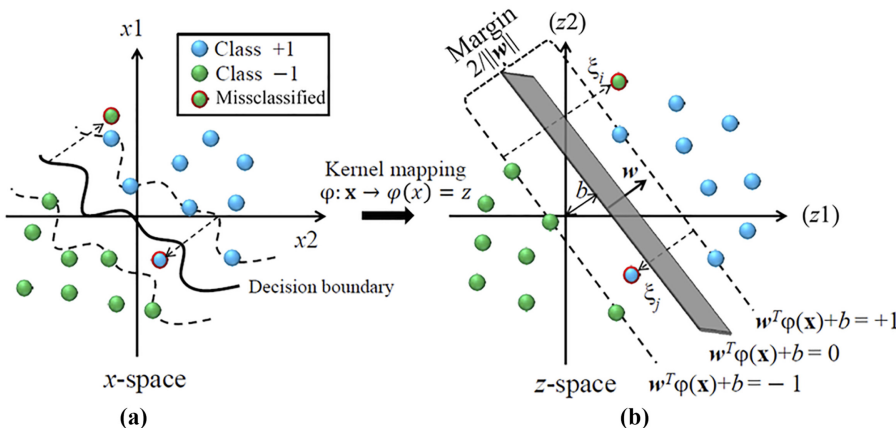 x1
Class +1
Class −1
Missclassified
x2
Decision boundary
x-space
(a)
Kernel mapping
φ: x → φ(x) = z
(z2)
Margin
2/||w||
ξi
w
b
(z1)
ξj
wᵀφ(x)+b = +1
wᵀφ(x)+b = 0
wᵀφ(x)+b = − 1
z-space
(b)